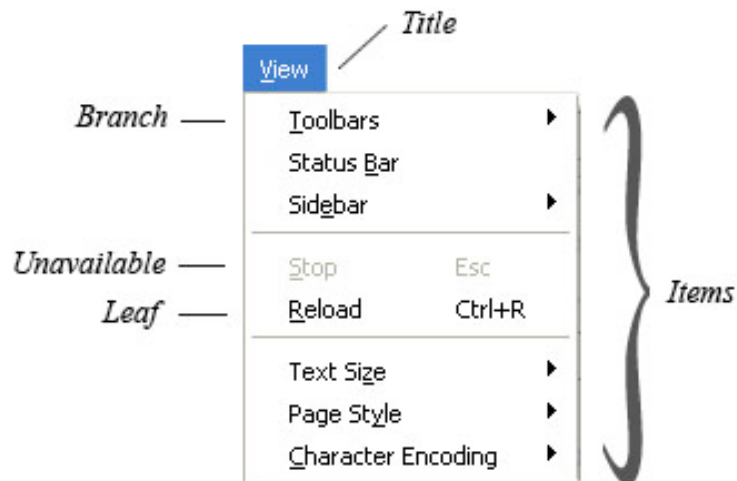 Title
View
Branch
Toolbars
Status Bar
Sidebar
Unavailable
Stop Esc
Leaf
Reload Ctrl+R
Items
Text Size
Page Style
Character Encoding